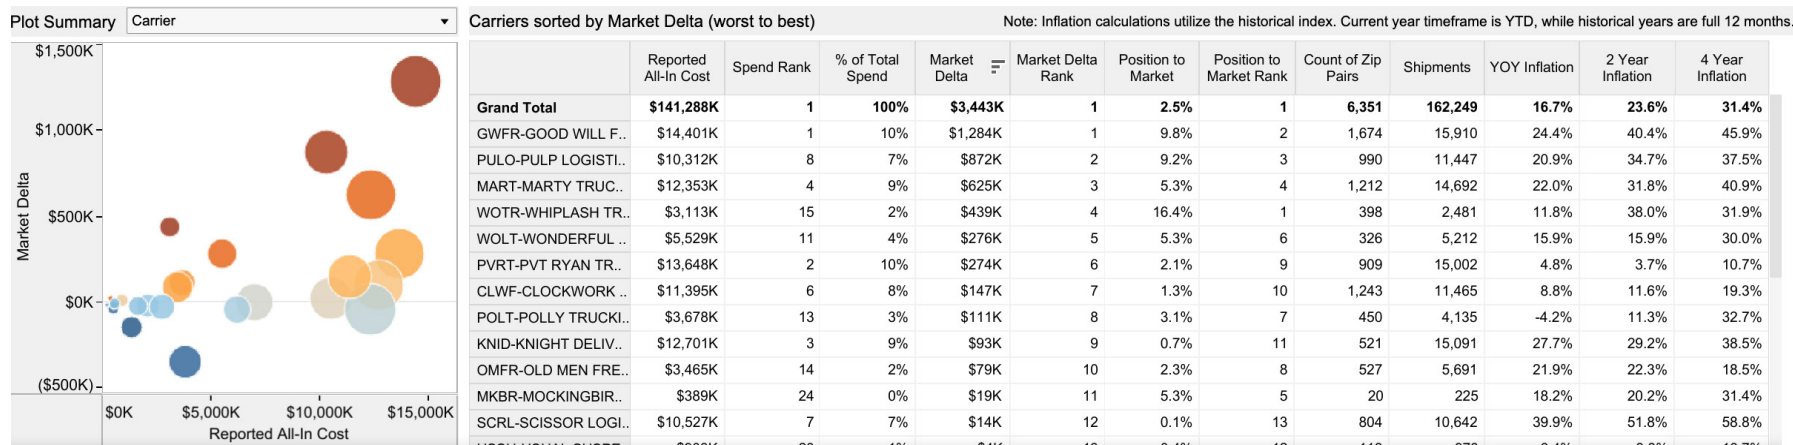 Plot Summary Carrier
Carriers sorted by Market Delta (worst to best) Note: Inflation calculations utilize the historical index. Current year timeframe is YTD, while historical years are full 12 months.
$1,500K
$1,000K
$500K
$0K
($500K)
Market Delta
$0K $5,000K $10,000K $15,000K
Reported All-In Cost
Reported All-In Cost Spend Rank % of Total Spend Market Delta Market Delta Rank Position to Market Position to Market Rank Count of Zip Pairs Shipments YOY Inflation 2 Year Inflation 4 Year Inflation
Grand Total $141,288K 1 100% $3,443K 1 2.5% 1 6,351 162,249 16.7% 23.6% 31.4%
GWFR-GOOD WILL F.. $14,401K 1 10% $1,284K 1 9.8% 2 1,674 15,910 24.4% 40.4% 45.9%
PULO-PULP LOGISTI.. $10,312K 8 7% $872K 2 9.2% 3 990 11,447 20.9% 34.7% 37.5%
MART-MARTY TRUC.. $12,353K 4 9% $625K 3 5.3% 4 1,212 14,692 22.0% 31.8% 40.9%
WOTR-WHIPLASH TR.. $3,113K 15 2% $439K 4 16.4% 1 398 2,481 11.8% 38.0% 31.9%
WOLT-WONDERFUL .. $5,529K 11 4% $276K 5 5.3% 6 326 5,212 15.9% 15.9% 30.0%
PVRT-PVT RYAN TR.. $13,648K 2 10% $274K 6 2.1% 9 909 15,002 4.8% 3.7% 10.7%
CLWF-CLOCKWORK .. $11,395K 6 8% $147K 7 1.3% 10 1,243 11,465 8.8% 11.6% 19.3%
POLT-POLLY TRUCKI.. $3,678K 13 3% $111K 8 3.1% 7 450 4,135 -4.2% 11.3% 32.7%
KNID-KNIGHT DELIV.. $12,701K 3 9% $93K 9 0.7% 11 521 15,091 27.7% 29.2% 38.5%
OMFR-OLD MEN FRE.. $3,465K 14 2% $79K 10 2.3% 8 527 5,691 21.9% 22.3% 18.5%
MKBR-MOCKINGBIR.. $389K 24 0% $19K 11 5.3% 5 20 225 18.2% 20.2% 31.4%
SCRL-SCISSOR LOGI.. $10,527K 7 7% $14K 12 0.1% 13 804 10,642 39.9% 51.8% 58.8%